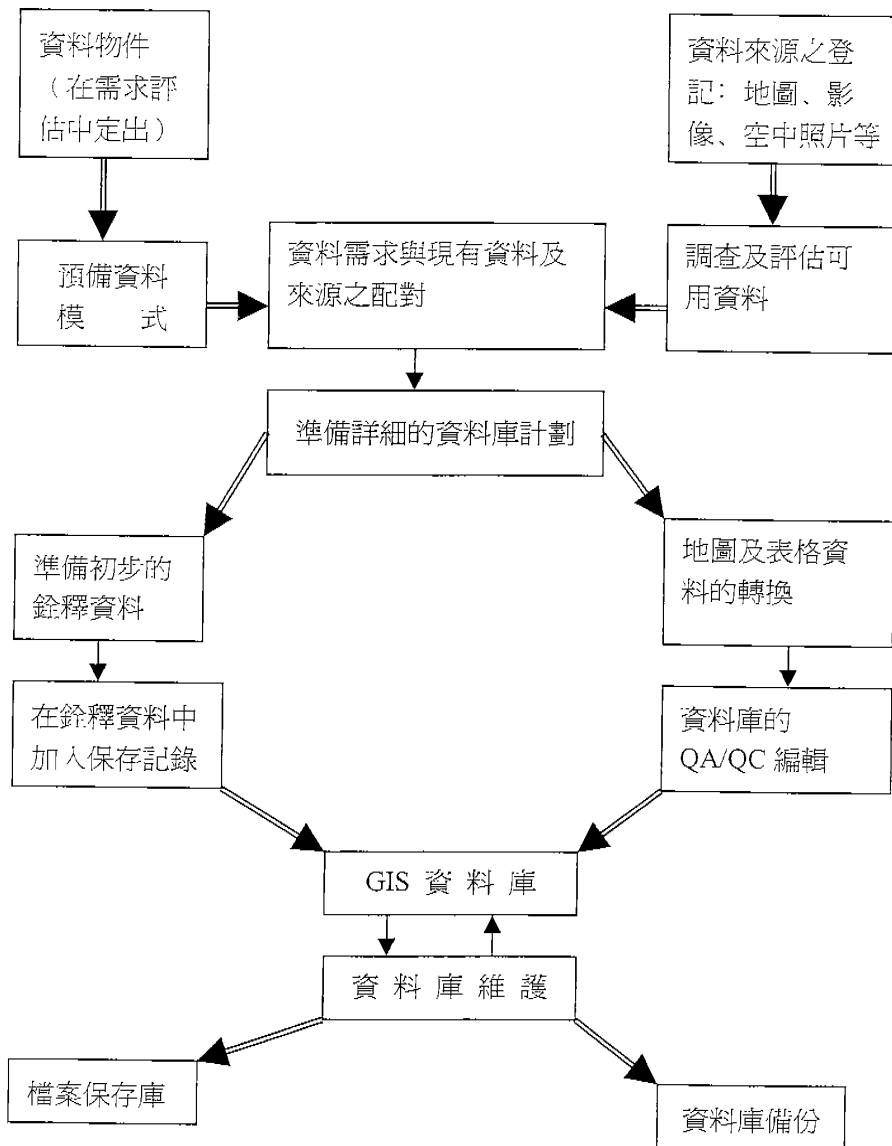 資料物件
（在需求評
估中定出）
資料來源之登
記：地圖、影
像、空中照片等
預備資料
模 式
資料需求與現有資料及
來源之配對
調查及評估可
用資料
準備詳細的資料庫計劃
準備初步的
銓釋資料
地圖及表格資
料的轉換
在銓釋資料中
加入保存記錄
資料庫的
QA/QC 編輯
GIS 資 料 庫
資 料 庫 維 護
檔案保存庫
資料庫備份